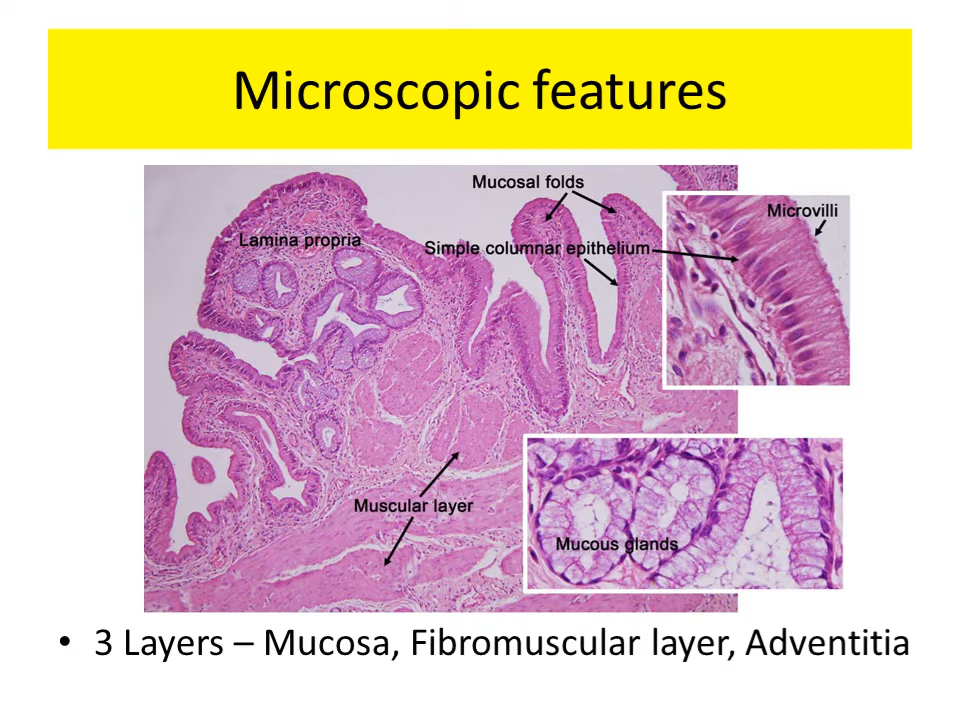 Microscopic features
Mucosal folds
Microvilli
Lamina propria
Simple columnar epithelium
Muscular layer
Mucous glands
• 3 Layers – Mucosa, Fibromuscular layer, Adventitia